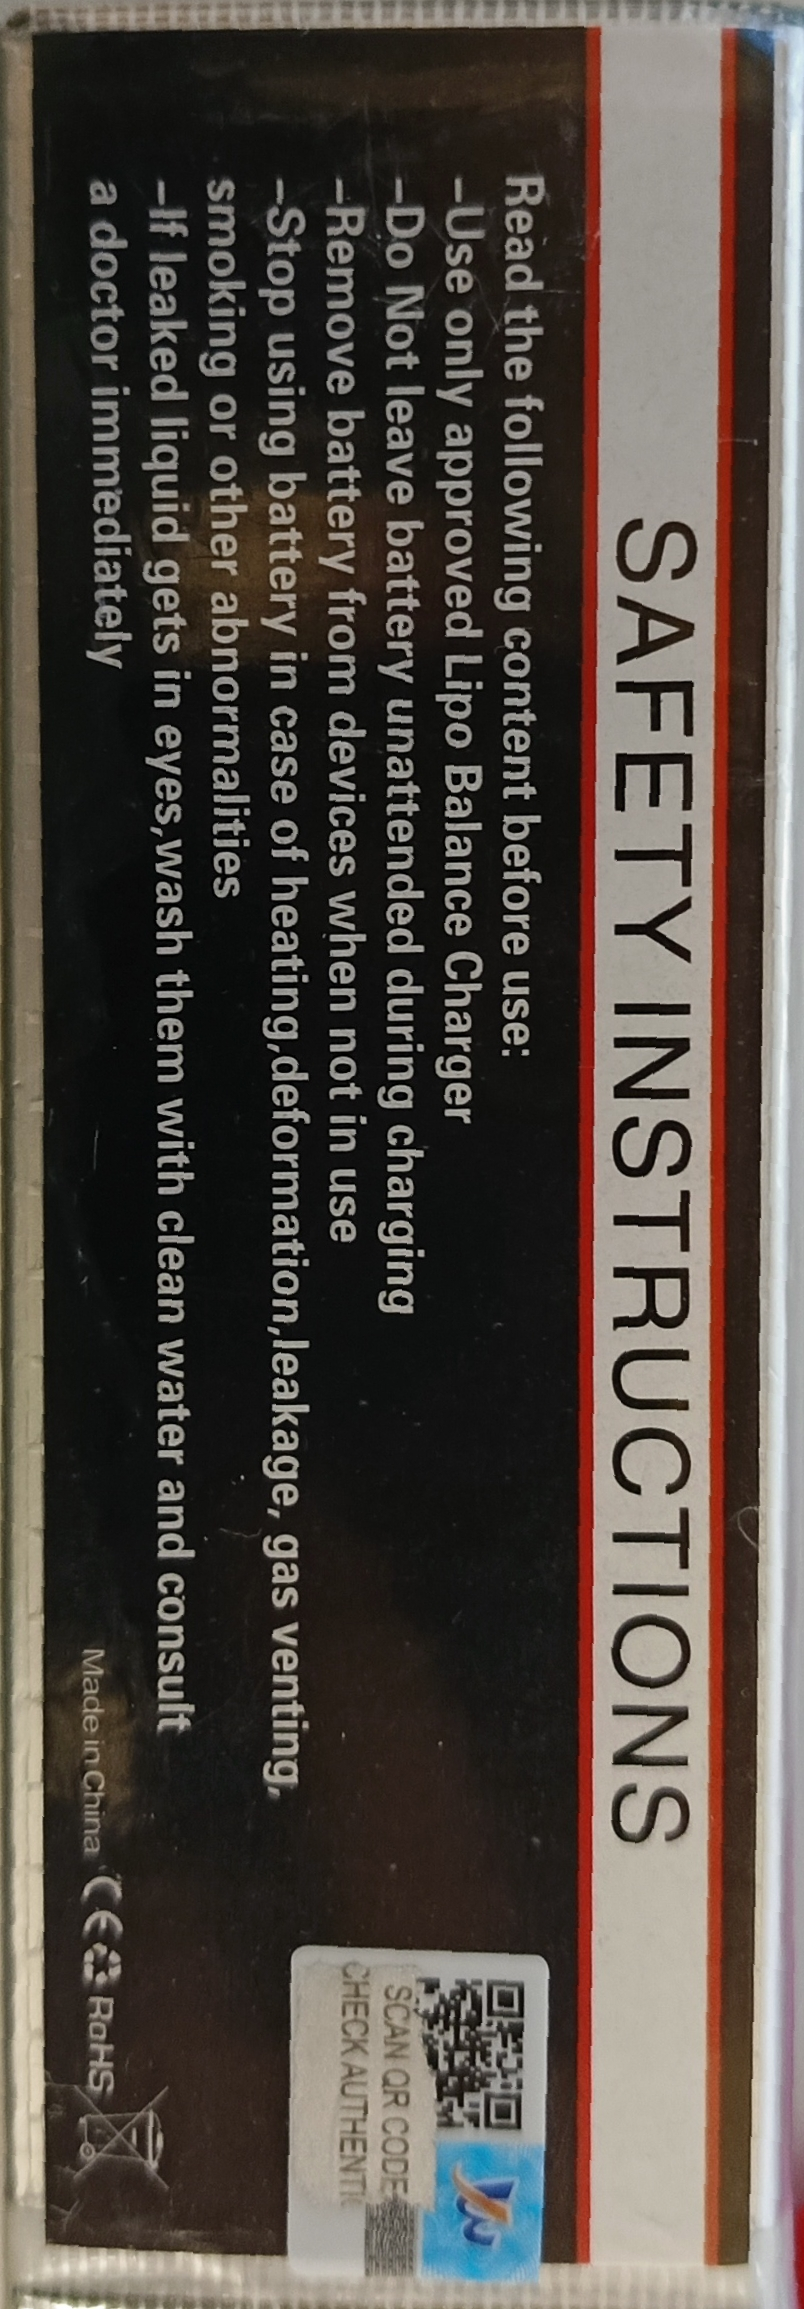 SAFETY INSTRUCTIONS
Read the following content before use:
-Use only approved Lipo Balance Charger
-Do Not leave battery unattended during charging
-Remove battery from devices when not in use
-Stop using battery in case of heating,deformation,leakage, gas venting,
smoking or other abnormalities
-If leaked liquid gets in eyes,wash them with clean water and consult
a doctor immediately
Made in China CE RoHS
SCAN QR CODE
CHECK AUTHENTI